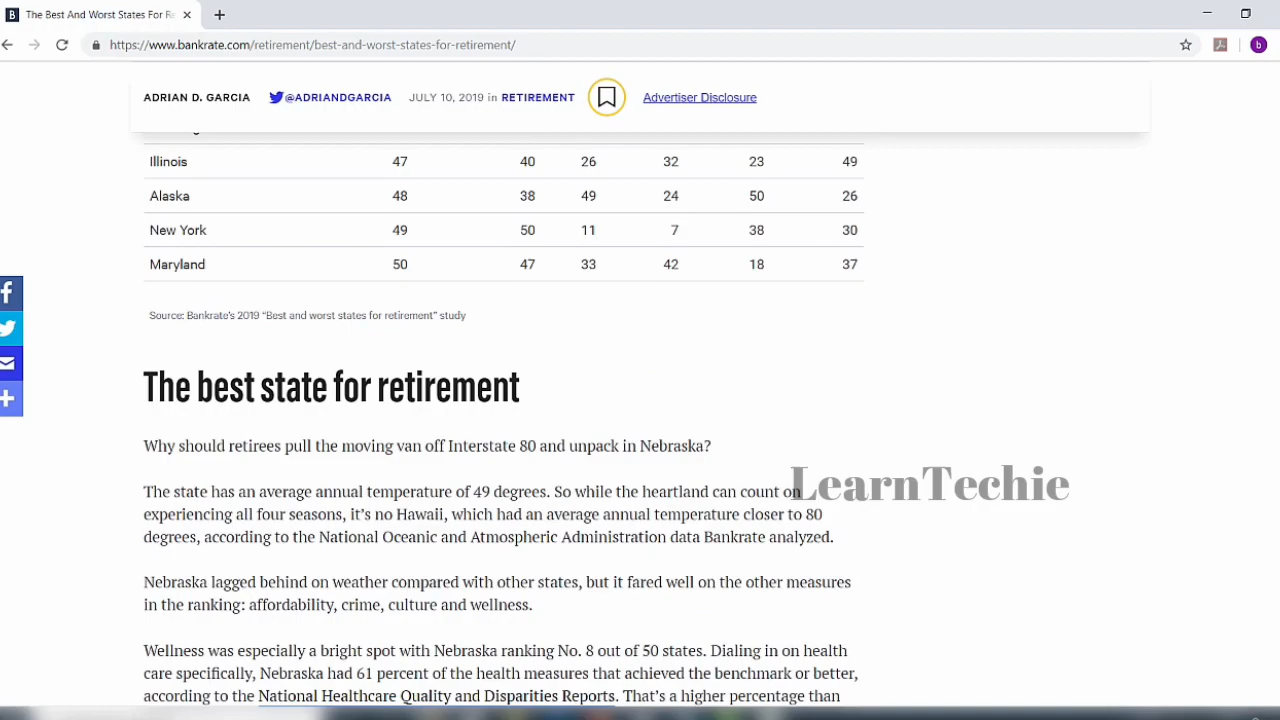 The Best And Worst States For Re
https://www.bankrate.com/retirement/best-and-worst-states-for-retirement/
b
ADRIAN D. GARCIA @ADRIANDGARCIA JULY 10, 2019 in RETIREMENT Advertiser Disclosure
Illinois 47 40 26 32 23 49
Alaska 48 38 49 24 50 26
New York 49 50 11 7 38 30
Maryland 50 47 33 42 18 37
Source: Bankrate's 2019 “Best and worst states for retirement” study
The best state for retirement
Why should retirees pull the moving van off Interstate 80 and unpack in Nebraska?
The state has an average annual temperature of 49 degrees. So while the heartland can count on
LearnTechie
experiencing all four seasons, it’s no Hawaii, which had an average annual temperature closer to 80
degrees, according to the National Oceanic and Atmospheric Administration data Bankrate analyzed.
Nebraska lagged behind on weather compared with other states, but it fared well on the other measures
in the ranking: affordability, crime, culture and wellness.
Wellness was especially a bright spot with Nebraska ranking No. 8 out of 50 states. Dialing in on health
care specifically, Nebraska had 61 percent of the health measures that achieved the benchmark or better,
according to the National Healthcare Quality and Disparities Reports. That’s a higher percentage than